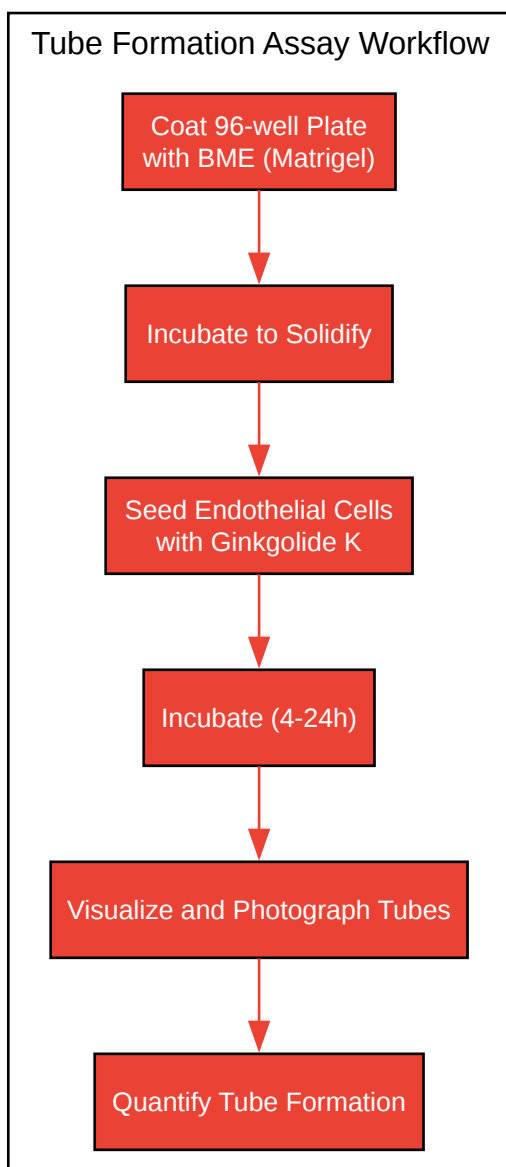 Tube Formation Assay Workflow
Coat 96-well Plate
with BME (Matrigel)
Incubate to Solidify
Seed Endothelial Cells
with Ginkgolide K
Incubate (4-24h)
Visualize and Photograph Tubes
Quantify Tube Formation